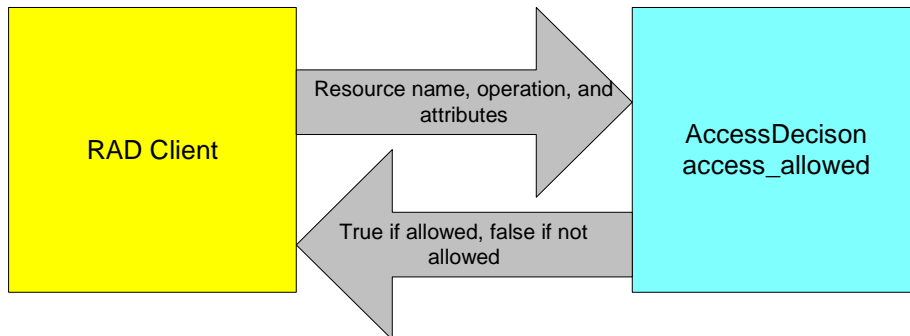 RAD Client
Resource name, operation, and
attributes
AccessDecison
access_allowed
True if allowed, false if not
allowed